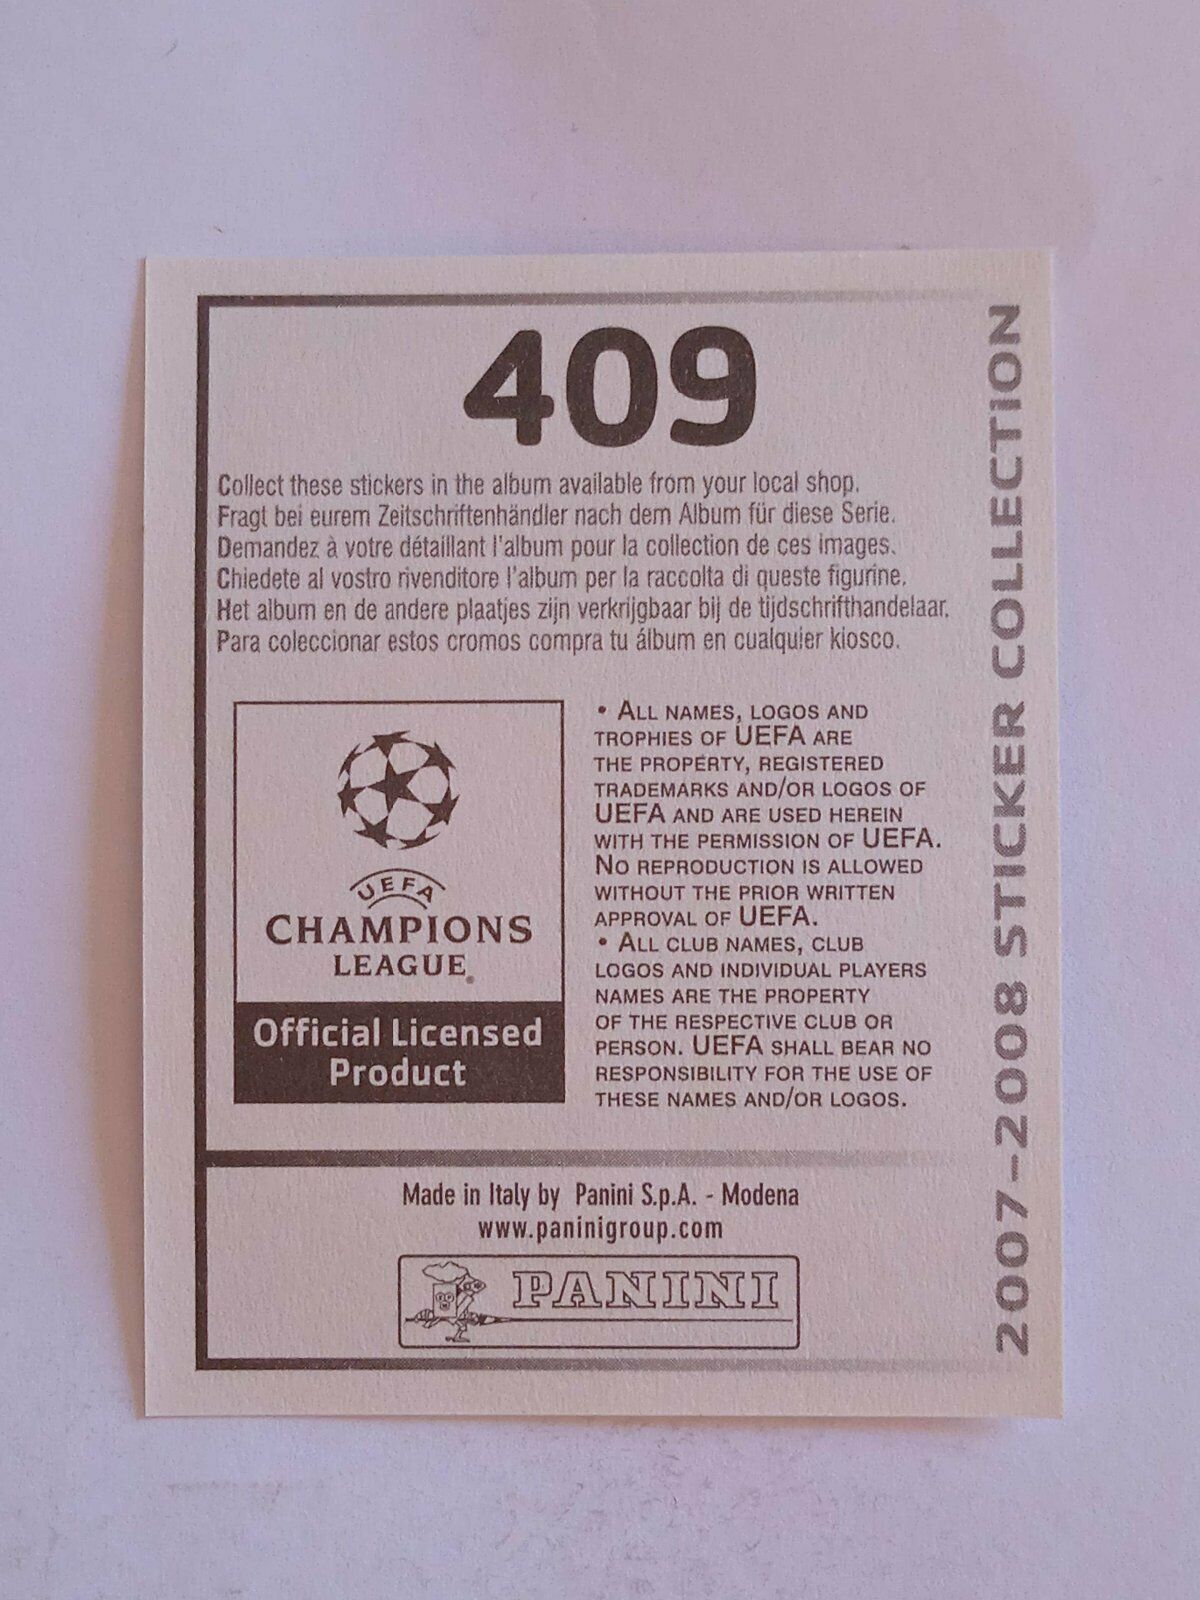 409
Collect these stickers in the album available from your local shop.
Fragt bei eurem Zeitschriftenhändler nach dem Album für diese Serie.
Demandez à votre détaillant l'album pour la collection de ces images.
Chiedete al vostro rivenditore l'album per la raccolta di queste figurine.
Het album en de andere plaatjes zijn verkrijgbaar bij de tijdschrifthandelaar.
Para coleccionar estos cromos compra tu álbum en cualquier kiosco.
UEFA
CHAMPIONS
LEAGUE®
Official Licensed
Product
• ALL NAMES, LOGOS AND
TROPHIES OF UEFA ARE
THE PROPERTY, REGISTERED
TRADEMARKS AND/OR LOGOS OF
UEFA AND ARE USED HEREIN
WITH THE PERMISSION OF UEFA.
NO REPRODUCTION IS ALLOWED
WITHOUT THE PRIOR WRITTEN
APPROVAL OF UEFA.
• ALL CLUB NAMES, CLUB
LOGOS AND INDIVIDUAL PLAYERS
NAMES ARE THE PROPERTY
OF THE RESPECTIVE CLUB OR
PERSON. UEFA SHALL BEAR NO
RESPONSIBILITY FOR THE USE OF
THESE NAMES AND/OR LOGOS.
Made in Italy by Panini S.p.A. - Modena
www.paninigroup.com
PANINI
2007-2008 STICKER COLLECTION